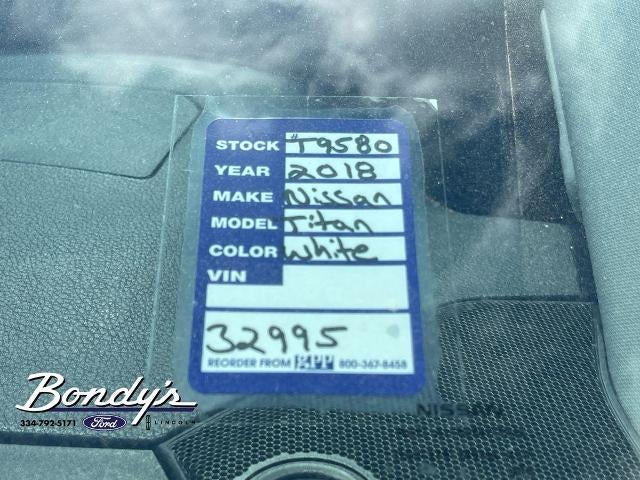 STOCK #T9580
YEAR 2018
MAKE Nissan
MODEL Titan
COLOR white
VIN
32995
REORDER FROM EPP 800-367-8458
NISSAN
Bondy's
334-792-5171 Ford LINCOLN